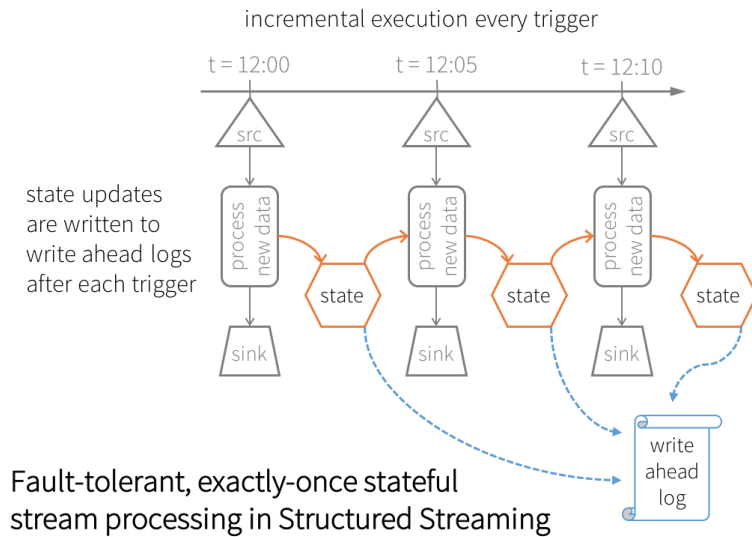 incremental execution every trigger
t = 12:00
t = 12:05
t = 12:10
src
src
src
state updates
are written to
write ahead logs
after each trigger
process
new data
process
new data
process
new data
state
state
state
sink
sink
sink
write
ahead
log
Fault-tolerant, exactly-once stateful
stream processing in Structured Streaming